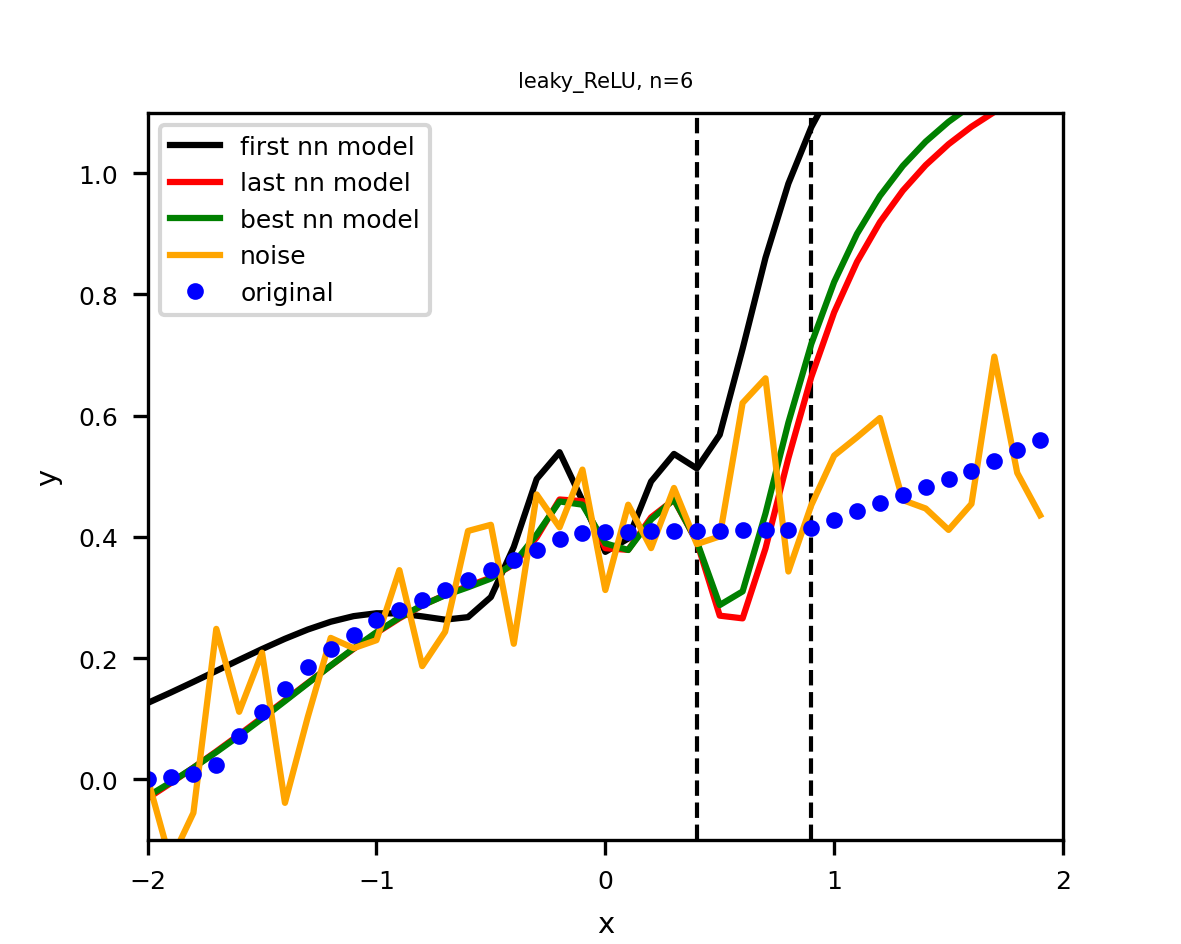 leaky_ReLU, n=6
first nn model
last nn model
best nn model
noise
original
1.0
0.8
0.6
0.4
0.2
0.0
y
−2
−1
0
1
2
x